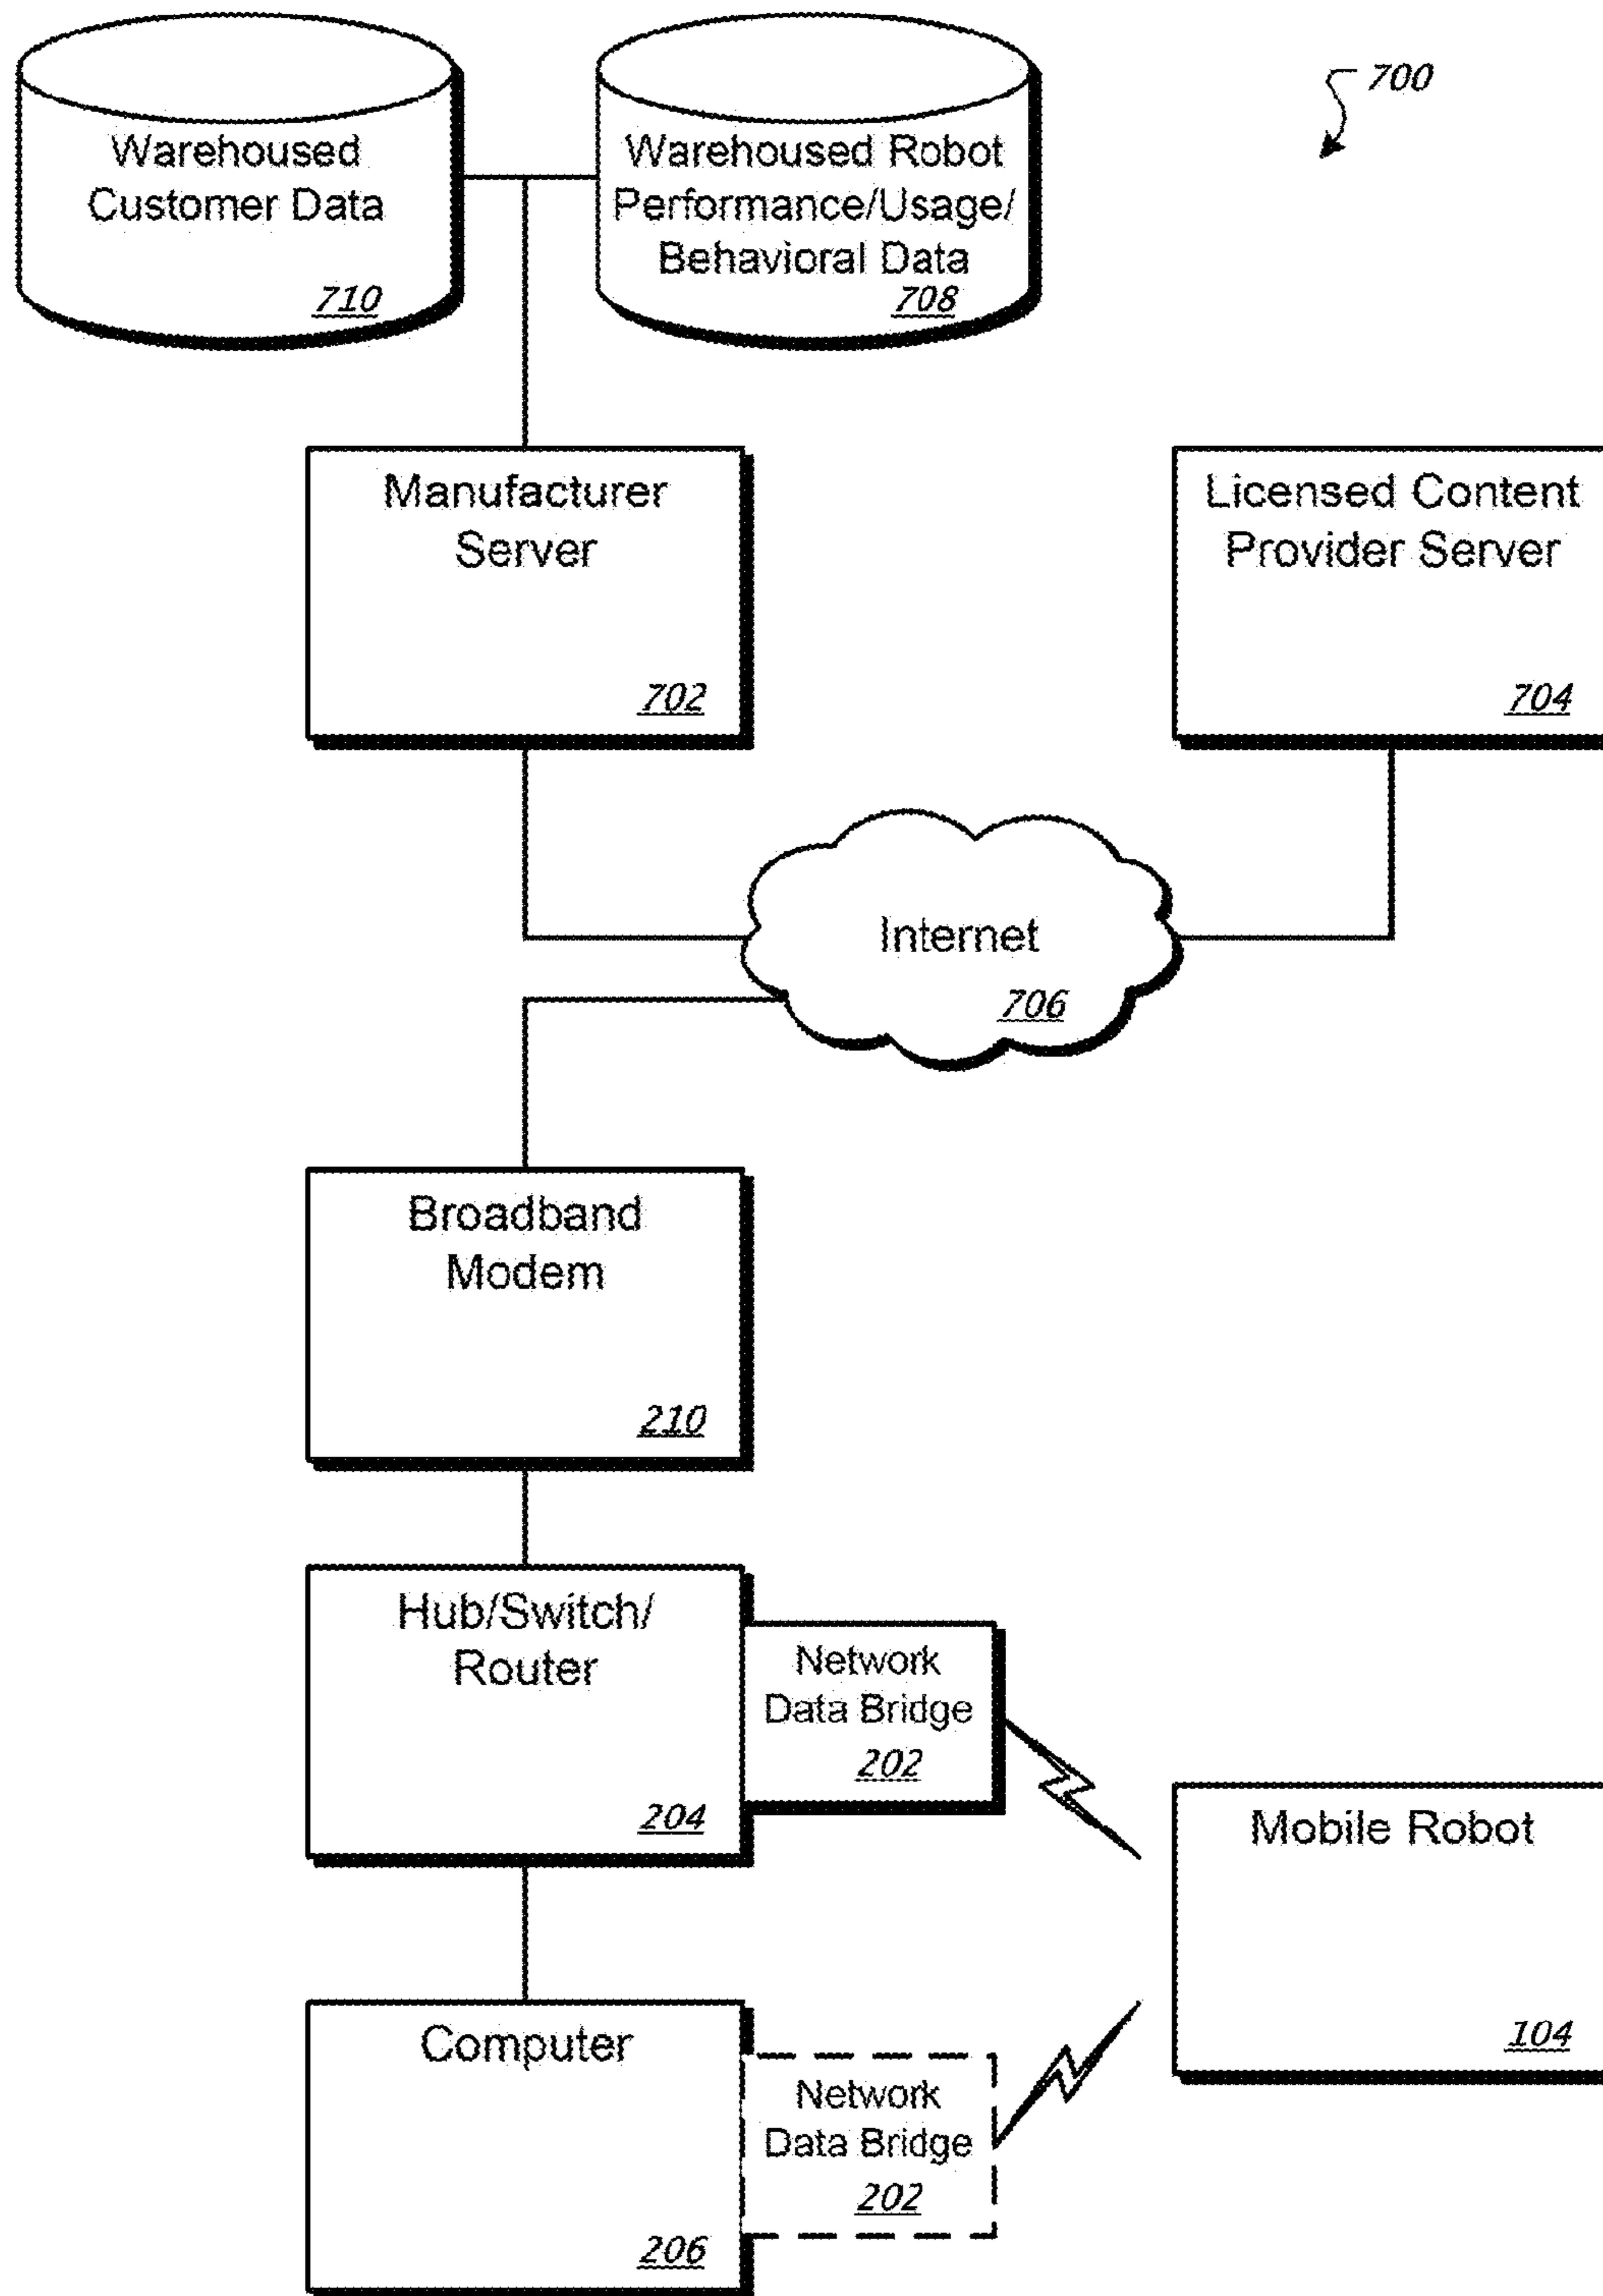 700
Warehoused
Customer Data
710
Warehoused Robot
Performance/Usage/
Behavioral Data
708
Manufacturer
Server
702
Licensed Content
Provider Server
704
Internet
706
Broadband
Modem
210
Hub/Switch/
Router
204
Network
Data Bridge
202
Mobile Robot
104
Computer
206
Network
Data Bridge
202